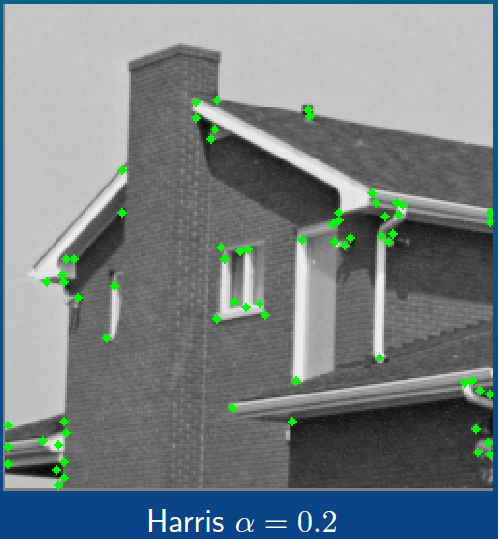 Harris α = 0.2